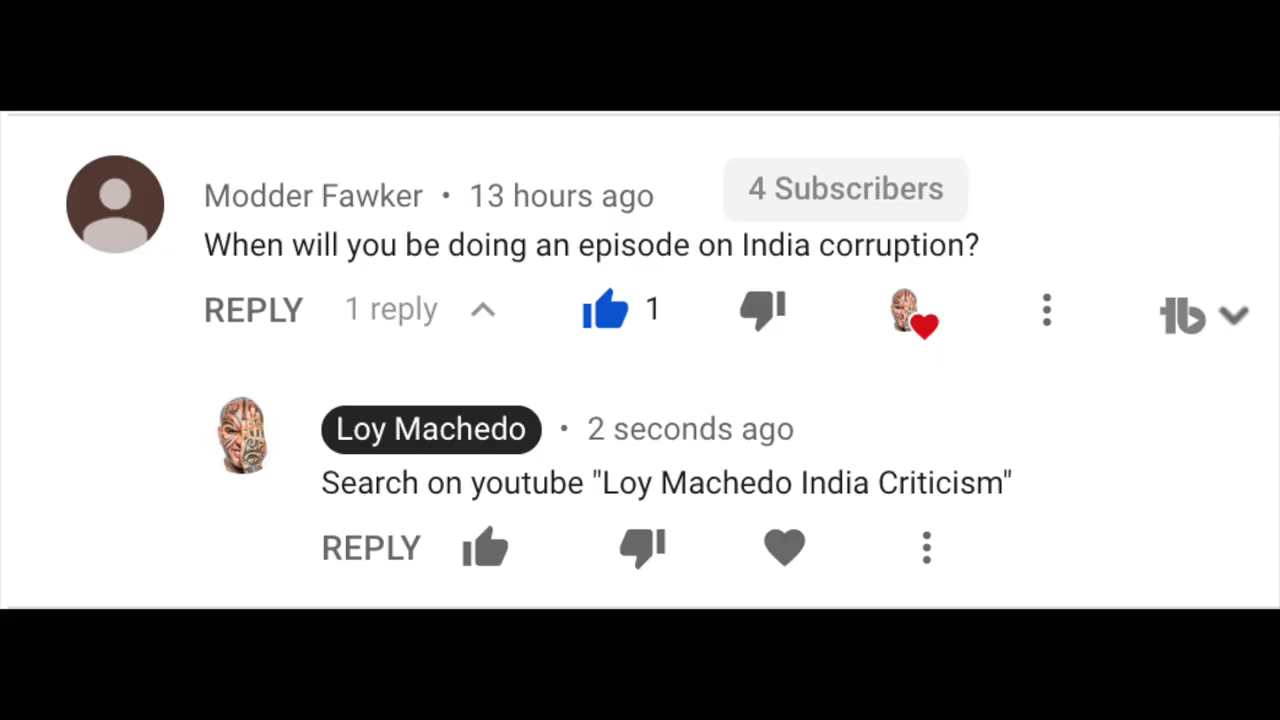 Modder Fawker • 13 hours ago 4 Subscribers
When will you be doing an episode on India corruption?
REPLY 1 reply 1
tb
Loy Machedo • 2 seconds ago
Search on youtube "Loy Machedo India Criticism"
REPLY